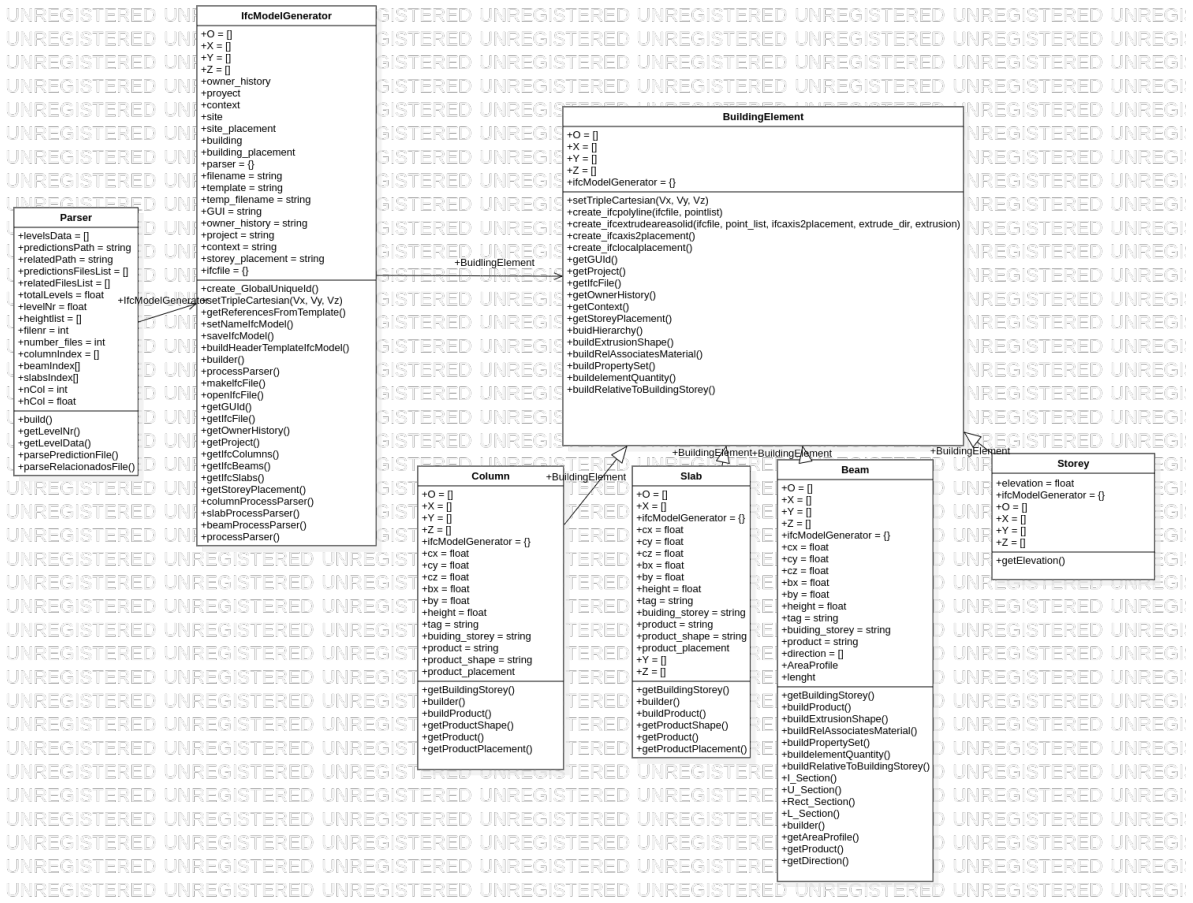 IfcModelGenerator
+O = []
+X = []
+Y = []
+Z = []
+owner_history
+proyect
+context
+site
+site_placement
+building
+building_placement
+parser = {}
+filename = string
+template = string
+temp_filename = string
+GUI = string
+owner_history = string
+project = string
+context = string
+storey_placement = string
+ifcfile = {}
+create_GlobalUniqueId()
+setTripleCartesian(Vx, Vy, Vz)
+getReferencesFromTemplate()
+setNameIfcModel()
+saveIfcModel()
+buildHeaderTemplateIfcModel()
+builder()
+processParser()
+makeIfcFile()
+openIfcFile()
+getGUId()
+getIfcFile()
+getOwnerHistory()
+getProject()
+getIfcColumns()
+getIfcBeams()
+getIfcSlabs()
+getStoreyPlacement()
+columnProcessParser()
+slabProcessParser()
+beamProcessParser()
+processParser()
Parser
+levelsData = []
+predictionsPath = string
+relatedPath = string
+predictionsFilesList = []
+relatedFilesList = []
+totalLevels = float
+levelNr = float
+heightlist = []
+filenr = int
+number_files = int
+columnIndex = []
+beamIndex[]
+slabsIndex[]
+nCol = int
+hCol = float
+build()
+getLevelNr()
+getLevelData()
+parsePredictionFile()
+parseRelacionadosFile()
+IfcModelGenerator
+BuidlingElement
BuildingElement
+O = []
+X = []
+Y = []
+Z = []
+ifcModelGenerator = {}
+setTripleCartesian(Vx, Vy, Vz)
+create_ifcpolyline(ifcfile, pointlist)
+create_ifcextrudeareasolid(ifcfile, point_list, ifcaxis2placement, extrude_dir, extrusion)
+create_ifcaxis2placement()
+create_ifclocalplacement()
+getGUId()
+getProject()
+getIfcFile()
+getOwnerHistory()
+getContext()
+getStoreyPlacement()
+buidHierarchy()
+buildExtrusionShape()
+buildRelAssociatesMaterial()
+buildPropertySet()
+buidelementQuantity()
+buildRelativeToBuildingStorey()
+BuildingElement
+BuildingElement
+BuildingElement
+BuildingElement
Column
+O = []
+X = []
+Y = []
+Z = []
+ifcModelGenerator = {}
+cx = float
+cy = float
+cz = float
+bx = float
+by = float
+height = float
+tag = string
+buiding_storey = string
+product = string
+product_shape = string
+product_placement
+getBuildingStorey()
+builder()
+buildProduct()
+getProductShape()
+getProduct()
+getProductPlacement()
Slab
+O = []
+X = []
+ifcModelGenerator = {}
+cx = float
+cy = float
+cz = float
+bx = float
+by = float
+height = float
+tag = string
+buiding_storey = string
+product = string
+product_shape = string
+product_placement
+Y = []
+Z = []
+getBuildingStorey()
+builder()
+buildProduct()
+getProductShape()
+getProduct()
+getProductPlacement()
Beam
+O = []
+X = []
+Y = []
+Z = []
+ifcModelGenerator = {}
+cx = float
+cy = float
+cz = float
+bx = float
+by = float
+height = float
+tag = string
+buiding_storey = string
+product = string
+direction = []
+AreaProfile
+lenght
+getBuildingStorey()
+buildProduct()
+buildExtrusionShape()
+buildRelAssociatesMaterial()
+buildPropertySet()
+buildelementQuantity()
+buildRelativeToBuildingStorey()
+I_Section()
+U_Section()
+Rect_Section()
+L_Section()
+builder()
+getAreaProfile()
+getProduct()
+getDirection()
Storey
+elevation = float
+ifcModelGenerator = {}
+O = []
+X = []
+Y = []
+Z = []
+getElevation()